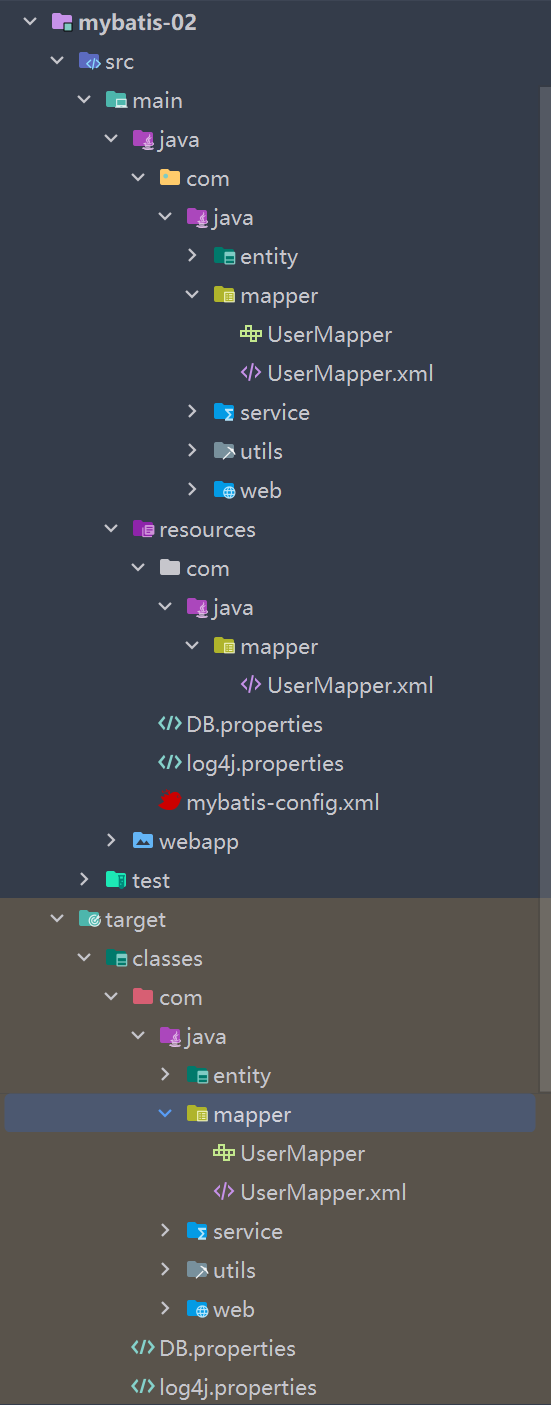 mybatis-02
src
main
java
com
java
entity
mapper
UserMapper
UserMapper.xml
service
utils
web
resources
com
java
mapper
UserMapper.xml
DB.properties
log4j.properties
mybatis-config.xml
webapp
test
target
classes
com
java
entity
mapper
UserMapper
UserMapper.xml
service
utils
web
DB.properties
log4j.properties